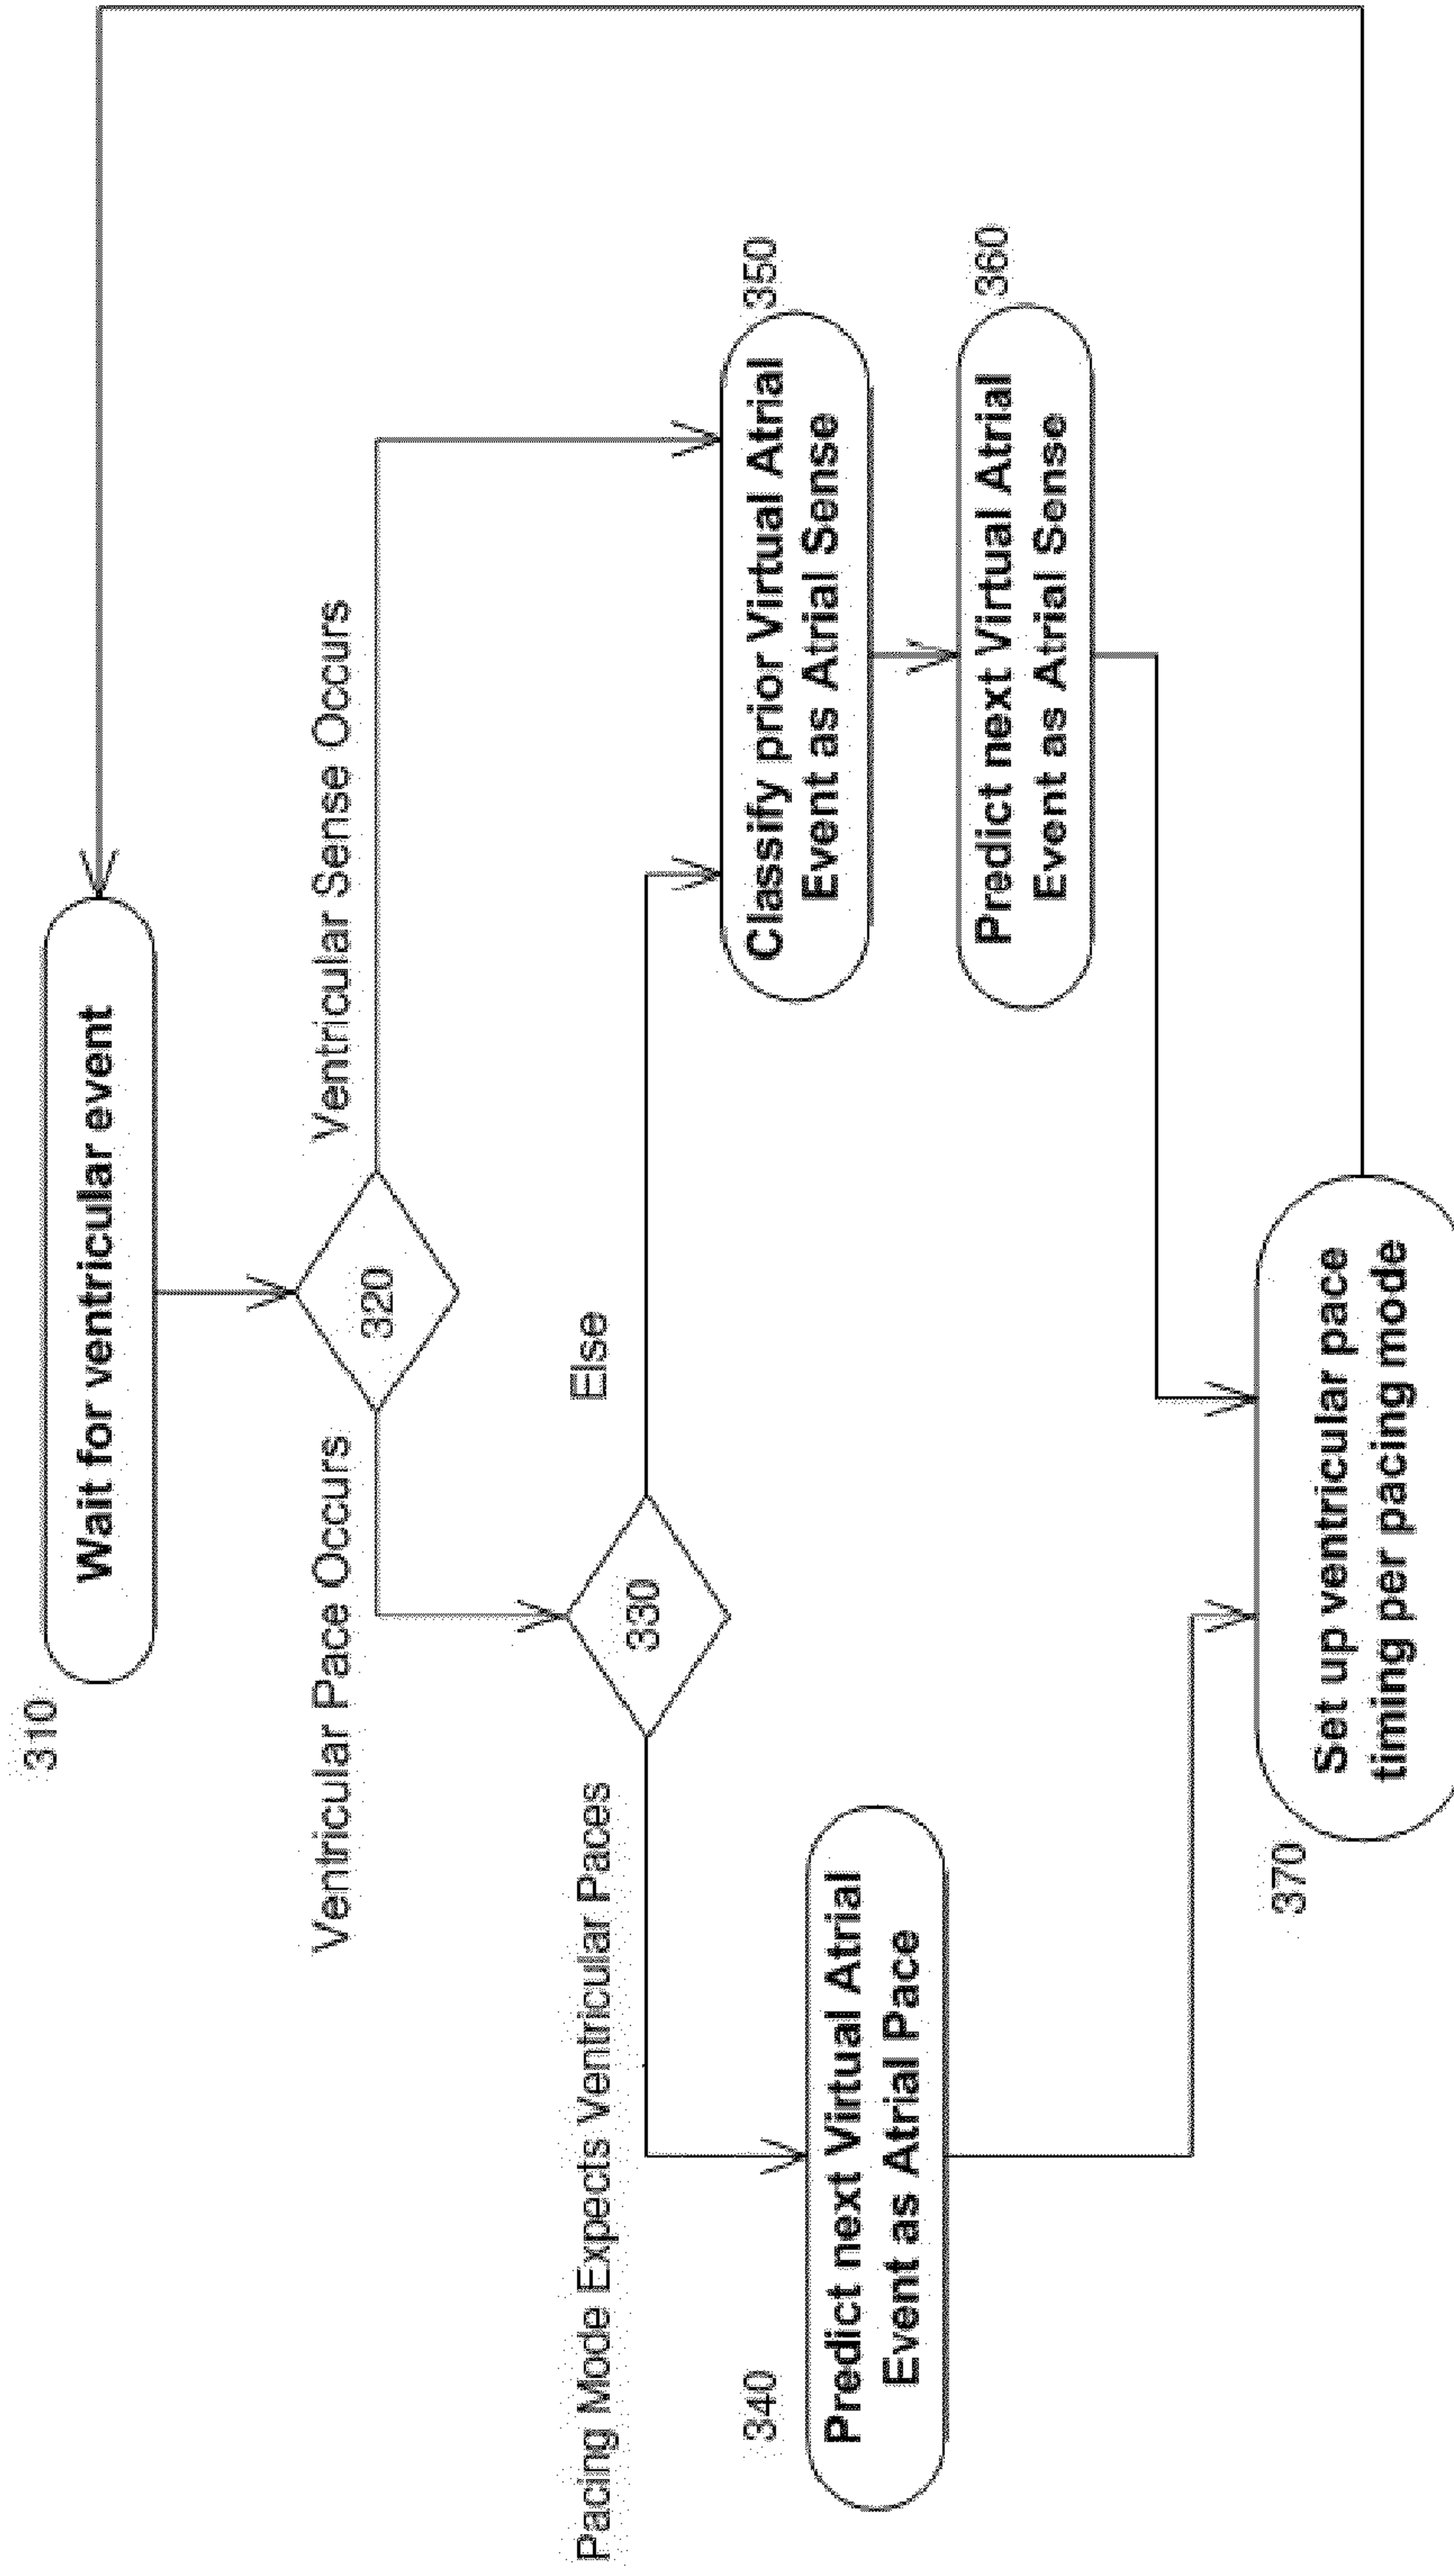 310
Wait for ventricular event
Ventricular Pace Occurs
Ventricular Sense Occurs
320
Pacing Mode Expects Ventricular Paces
Else
330
340
Predict next Virtual Atrial
Event as Atrial Pace
350
Classify prior Virtual Atrial
Event as Atrial Sense
360
Predict next Virtual Atrial
Event as Atrial Sense
370
Set up ventricular pace
timing per pacing mode